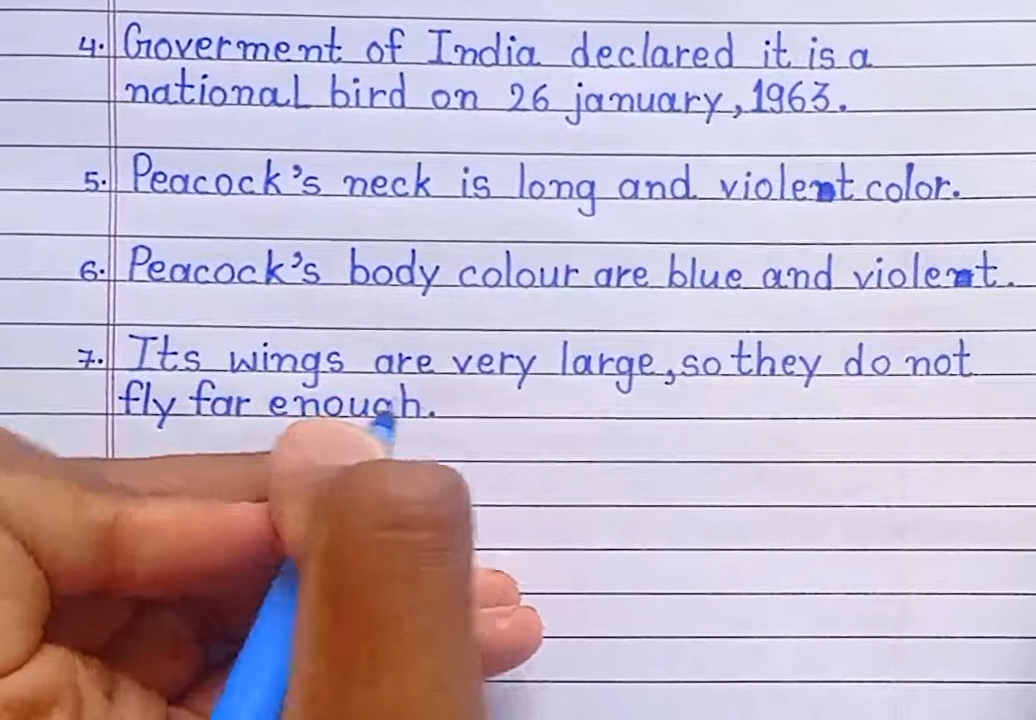 4. Goverment of India declared it is a
national bird on 26 january, 1963.
5. Peacock's neck is long and violent color.
6. Peacock's body colour are blue and violent.
7. Its wings are very large, so they do not
fly far enough.